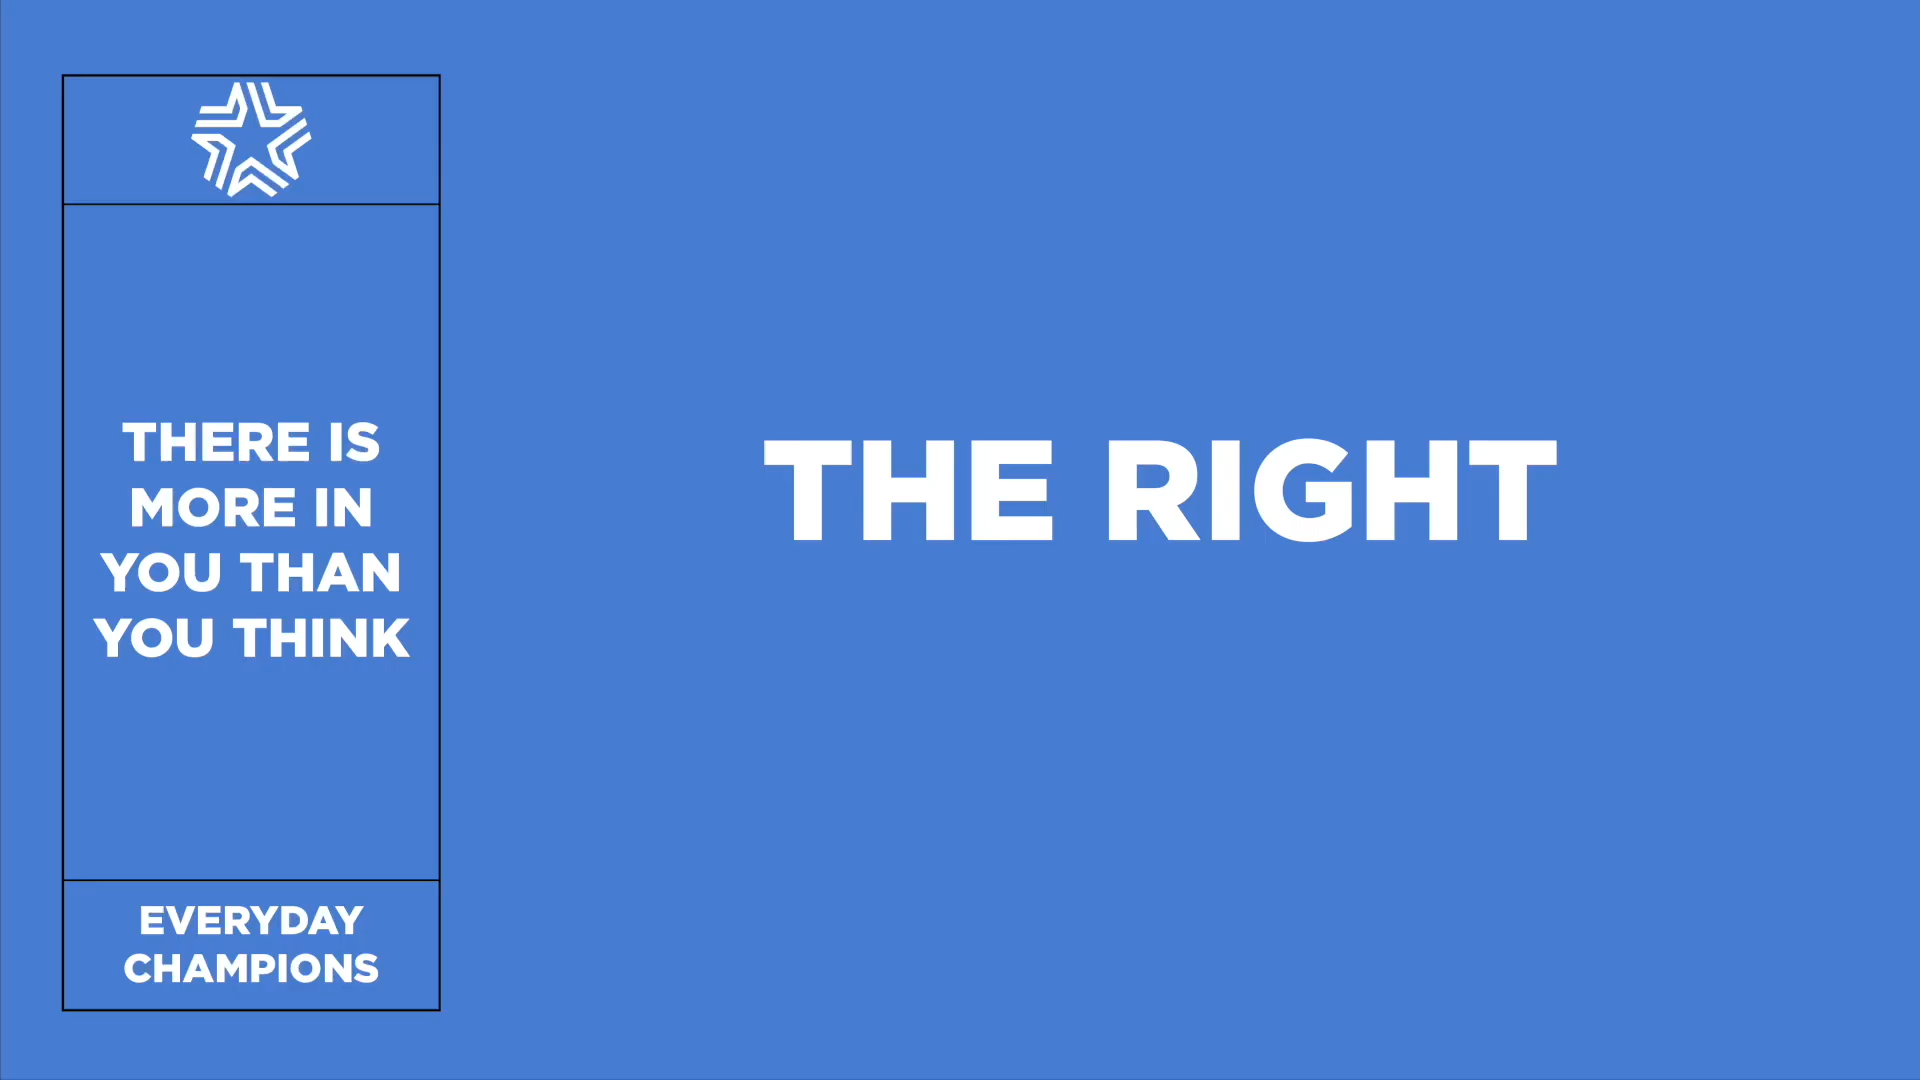 THERE IS
MORE IN
YOU THAN
YOU THINK
EVERYDAY
CHAMPIONS
THE RIGHT